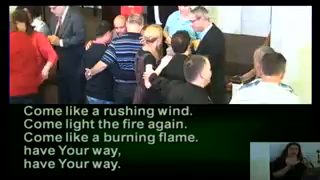 Come like a rushing wind.
Come light the fire again.
Come like a burning flame.
have Your way,
have Your way.